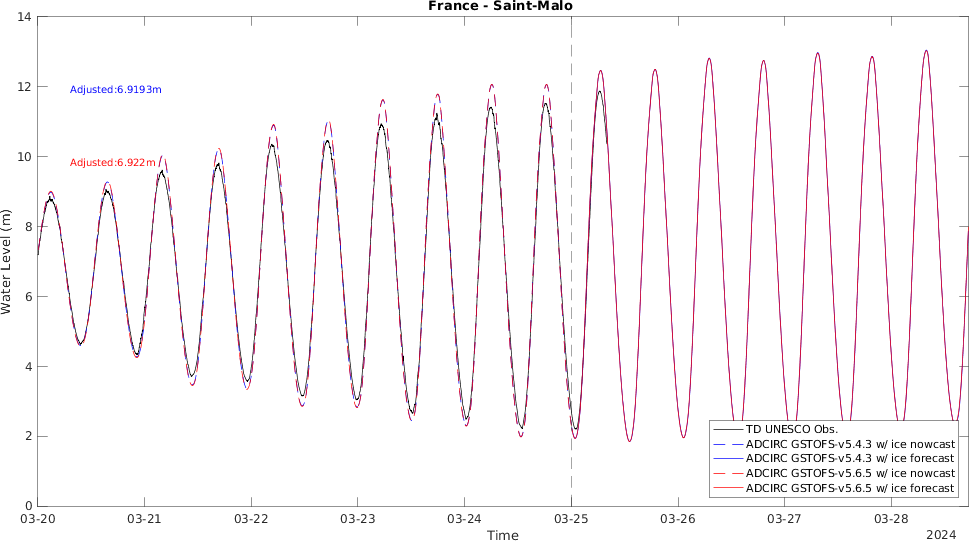 France - Saint-Malo
14
12
10
8
6
4
2
0
Water Level (m)
Adjusted:6.9193m
Adjusted:6.922m
TD UNESCO Obs.
ADCIRC GSTOFS-v5.4.3 w/ ice nowcast
ADCIRC GSTOFS-v5.4.3 w/ ice forecast
ADCIRC GSTOFS-v5.6.5 w/ ice nowcast
ADCIRC GSTOFS-v5.6.5 w/ ice forecast
03-20 03-21 03-22 03-23 03-24 03-25 03-26 03-27 03-28
Time
2024